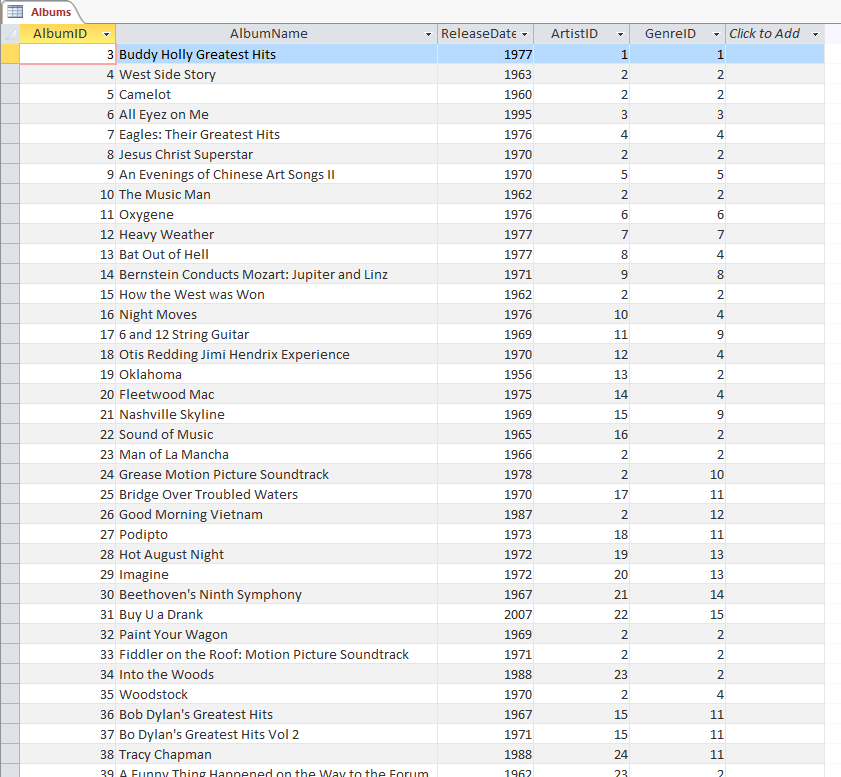 Albums
AlbumID AlbumName ReleaseDate ArtistID GenreID Click to Add
3 Buddy Holly Greatest Hits 1977 1 1
4 West Side Story 1963 2 2
5 Camelot 1960 2 2
6 All Eyez on Me 1995 3 3
7 Eagles: Their Greatest Hits 1976 4 4
8 Jesus Christ Superstar 1970 2 2
9 An Evenings of Chinese Art Songs II 1970 5 5
10 The Music Man 1962 2 2
11 Oxygene 1976 6 6
12 Heavy Weather 1977 7 7
13 Bat Out of Hell 1977 8 4
14 Bernstein Conducts Mozart: Jupiter and Linz 1971 9 8
15 How the West was Won 1962 2 2
16 Night Moves 1976 10 4
17 6 and 12 String Guitar 1969 11 9
18 Otis Redding Jimi Hendrix Experience 1970 12 4
19 Oklahoma 1956 13 2
20 Fleetwood Mac 1975 14 4
21 Nashville Skyline 1969 15 9
22 Sound of Music 1965 16 2
23 Man of La Mancha 1966 2 2
24 Grease Motion Picture Soundtrack 1978 2 10
25 Bridge Over Troubled Waters 1970 17 11
26 Good Morning Vietnam 1987 2 12
27 Podipto 1973 18 11
28 Hot August Night 1972 19 13
29 Imagine 1972 20 13
30 Beethoven's Ninth Symphony 1967 21 14
31 Buy U a Drank 2007 22 15
32 Paint Your Wagon 1969 2 2
33 Fiddler on the Roof: Motion Picture Soundtrack 1971 2 2
34 Into the Woods 1988 23 2
35 Woodstock 1970 2 4
36 Bob Dylan's Greatest Hits 1967 15 11
37 Bo Dylan's Greatest Hits Vol 2 1971 15 11
38 Tracy Chapman 1988 24 11
39 A Funny Thing Happened on the Way to the Forum 1962 23 2